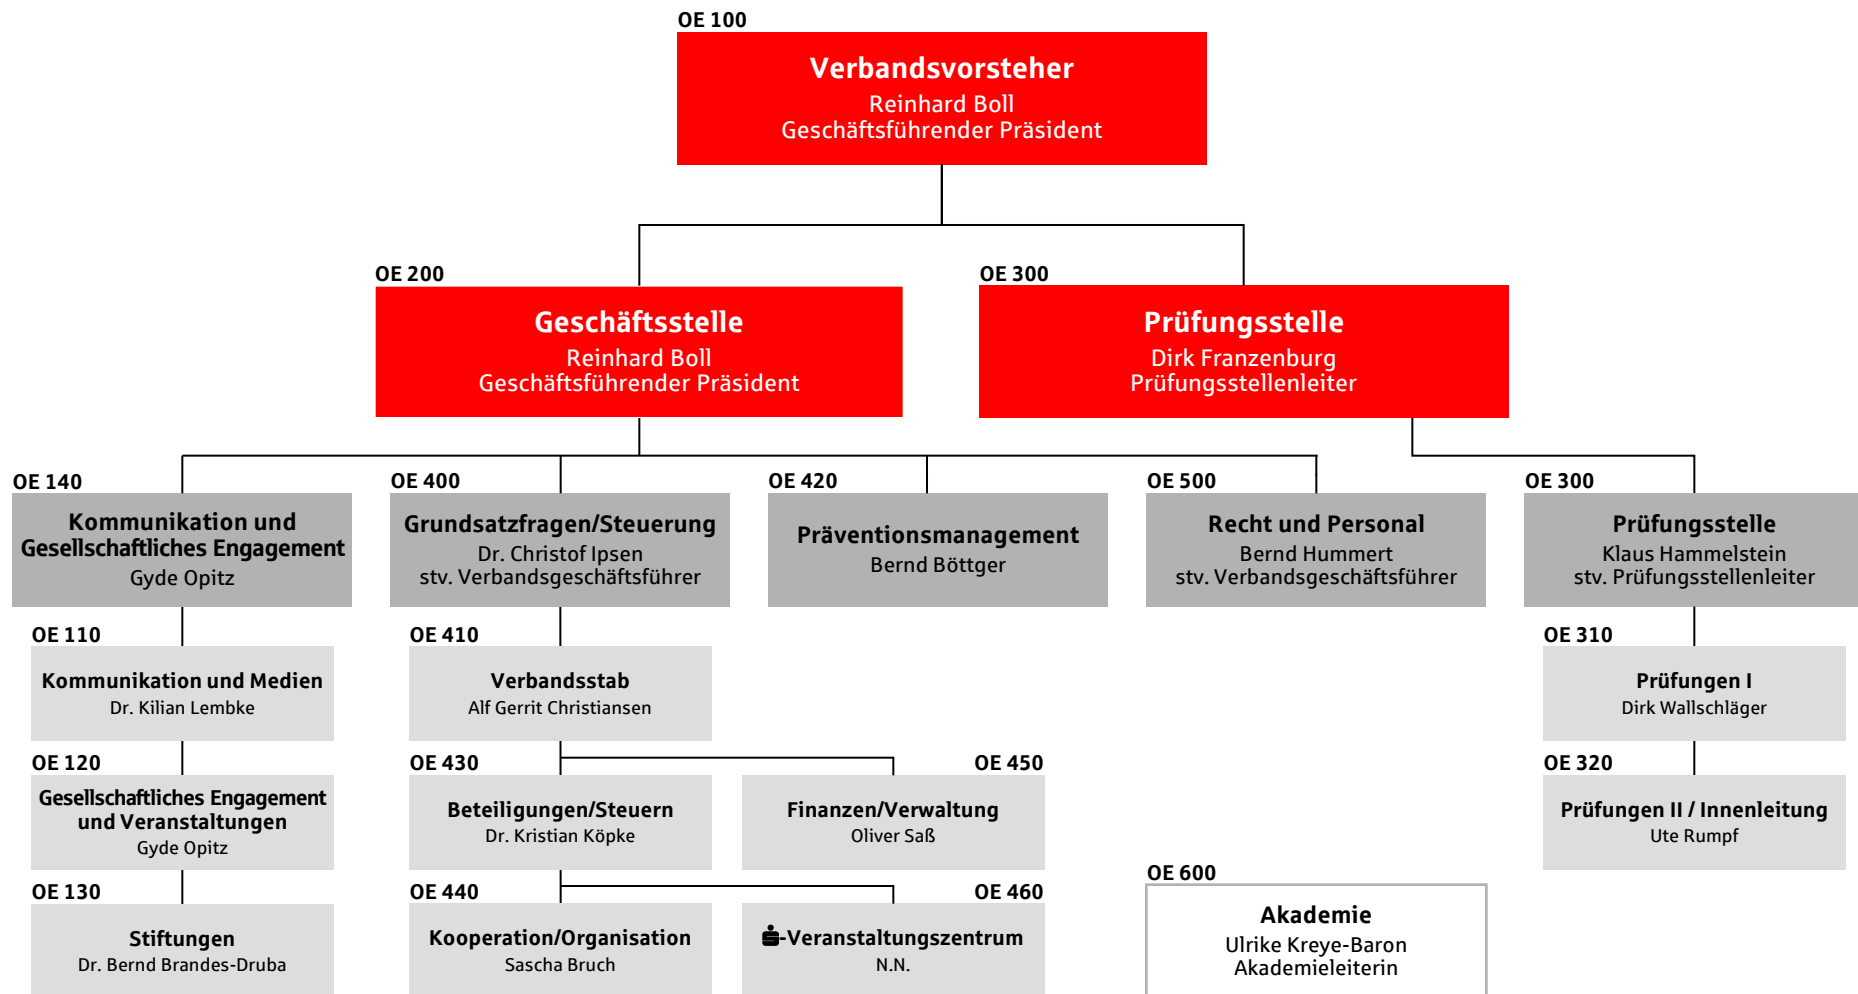 OE 100
Verbandsvorsteher
Reinhard Boll
Geschäftsführender Präsident
OE 200
Geschäftsstelle
Reinhard Boll
Geschäftsführender Präsident
OE 300
Prüfungsstelle
Dirk Franzenburg
Prüfungsstellenleiter
OE 140
Kommunikation und
Gesellschaftliches Engagement
Gyde Opitz
OE 400
Grundsatzfragen/Steuerung
Dr. Christof Ipsen
stv. Verbandsgeschäftsführer
OE 420
Präventionsmanagement
Bernd Böttger
OE 500
Recht und Personal
Bernd Hummert
stv. Verbandsgeschäftsführer
OE 300
Prüfungsstelle
Klaus Hammelstein
stv. Prüfungsstellenleiter
OE 110
Kommunikation und Medien
Dr. Kilian Lembke
OE 410
Verbandsstab
Alf Gerrit Christiansen
OE 310
Prüfungen I
Dirk Wallschläger
OE 120
Gesellschaftliches Engagement
und Veranstaltungen
Gyde Opitz
OE 430
Beteiligungen/Steuern
Dr. Kristian Köpke
OE 450
Finanzen/Verwaltung
Oliver Saß
OE 320
Prüfungen II / Innenleitung
Ute Rumpf
OE 130
Stiftungen
Dr. Bernd Brandes-Druba
OE 440
Kooperation/Organisation
Sascha Bruch
OE 460
S-Veranstaltungszentrum
N.N.
OE 600
Akademie
Ulrike Kreye-Baron
Akademieleiterin